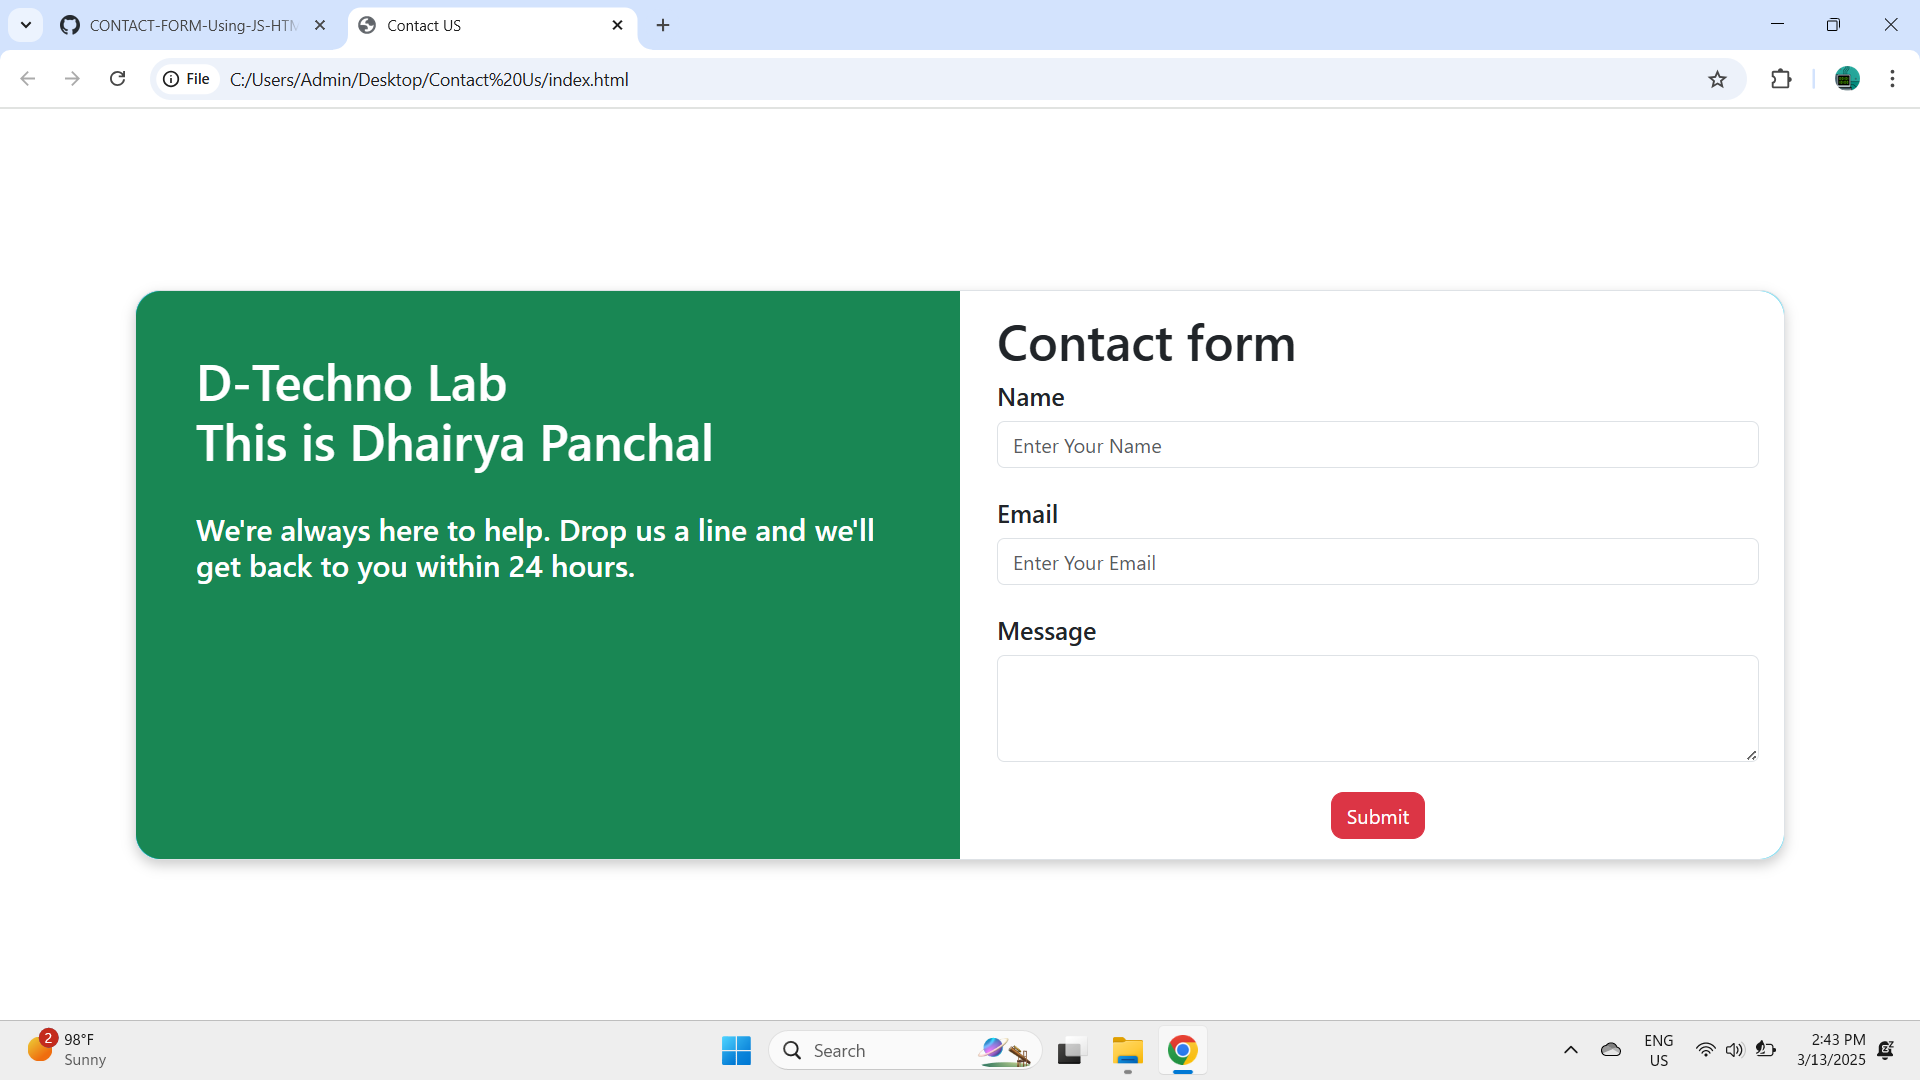 CONTACT-FORM-Using-JS-HTM
Contact US
File
C:/Users/Admin/Desktop/Contact%20Us/index.html
D-Techno Lab
This is Dhairya Panchal
We're always here to help. Drop us a line and we'll
get back to you within 24 hours.
Contact form
Name
Enter Your Name
Email
Enter Your Email
Message
Submit
2
98°F
Sunny
Search
ENG
US
2:43 PM
3/13/2025